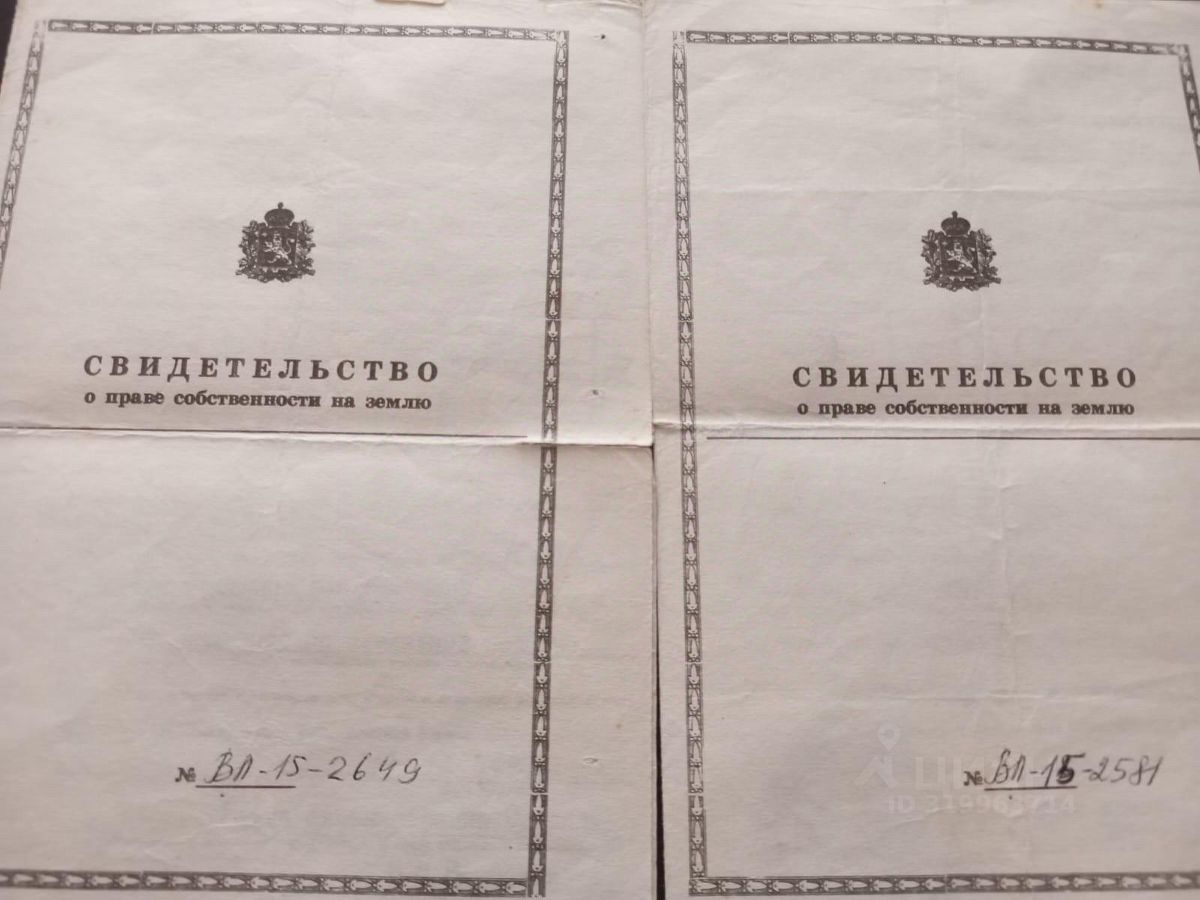 СВИДЕТЕЛЬСТВО
о праве собственности на землю
№ ВЛ-15-2649
СВИДЕТЕЛЬСТВО
о праве собственности на землю
№ ВЛ-15-2581